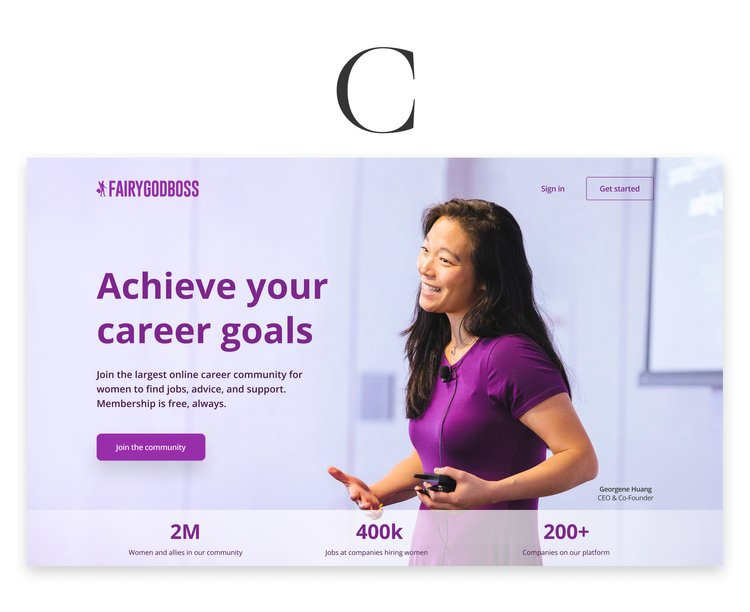 C
FAIRYGODBOSS
Sign in
Get started
Achieve your
career goals
Join the largest online career community for
women to find jobs, advice, and support.
Membership is free, always.
Join the community
Georgene Huang
CEO & Co-Founder
2M
Women and allies in our community
400k
Jobs at companies hiring women
200+
Companies on our platform